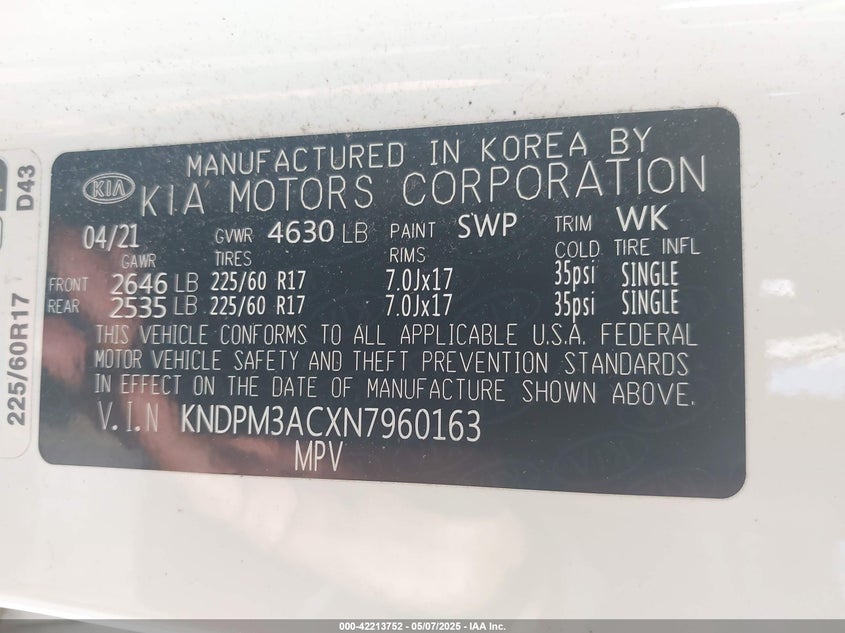 MANUFACTURED IN KOREA BY
KIA KIA MOTORS CORPORATION
04/21 GVWR 4630 LB PAINT SWP TRIM WK
GAWR TIRES RIMS COLD TIRE INFL
FRONT 2646 LB 225/60 R17 7.0Jx17 35psi SINGLE
REAR 2535 LB 225/60 R17 7.0Jx17 35psi SINGLE
THIS VEHICLE CONFORMS TO ALL APPLICABLE U.S.A. FEDERAL
MOTOR VEHICLE SAFETY AND THEFT PREVENTION STANDARDS
IN EFFECT ON THE DATE OF MANUFACTURE SHOWN ABOVE.
V.I.N KNDPM3ACXN7960163
MPV
225/60R17 D43
000-42213752 — 05/07/2025 — IAA Inc.